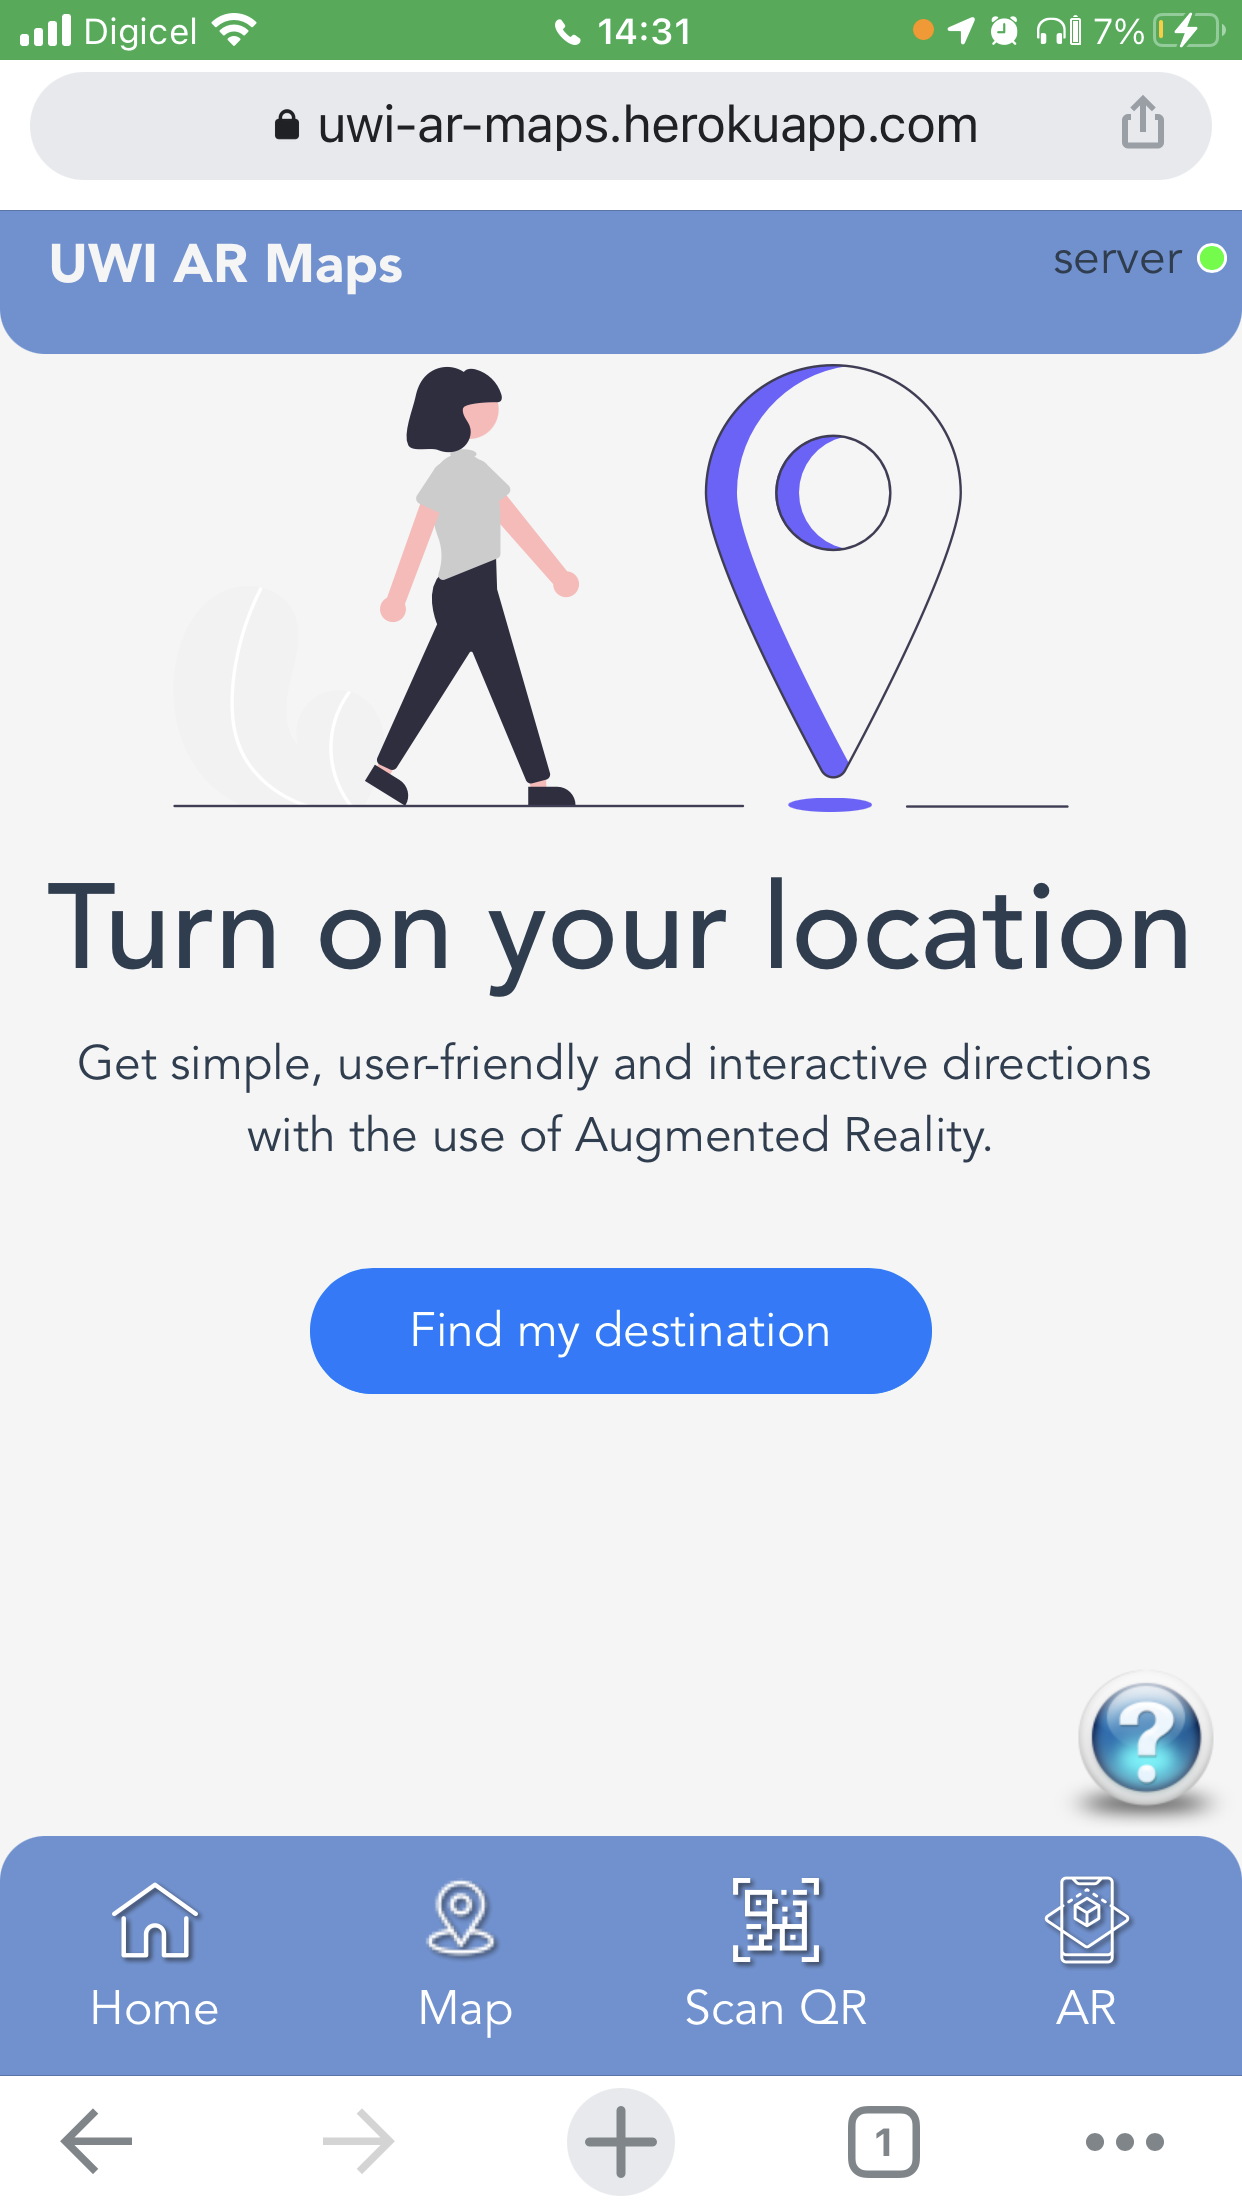 Digicel 14:31 7%
uwi-ar-maps.herokuapp.com
UWI AR Maps server
Turn on your location
Get simple, user-friendly and interactive directions
with the use of Augmented Reality.
Find my destination
?
Home Map Scan QR AR
1